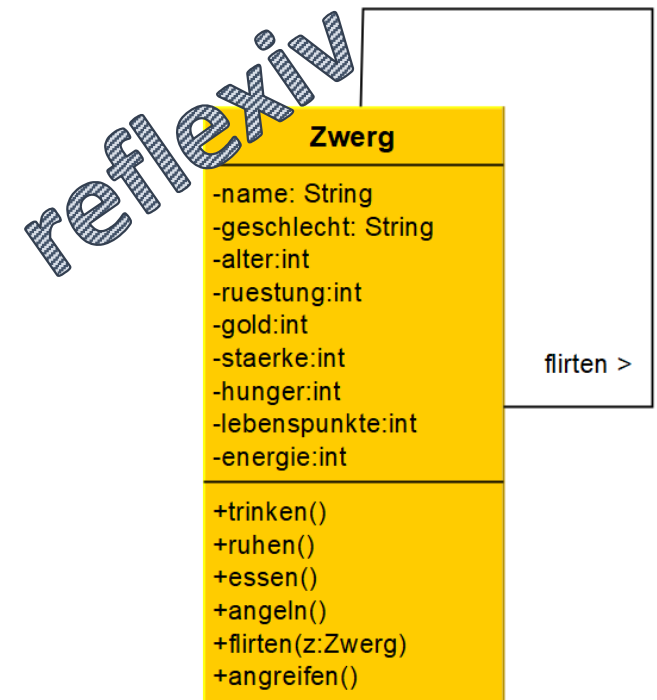 reflexiv
Zwerg
-name: String
-geschlecht: String
-alter:int
-ruestung:int
-gold:int
-staerke:int
-hunger:int
-lebenspunkte:int
-energie:int
flirten >
+trinken()
+ruhen()
+essen()
+angeln()
+flirten(z:Zwerg)
+angreifen()